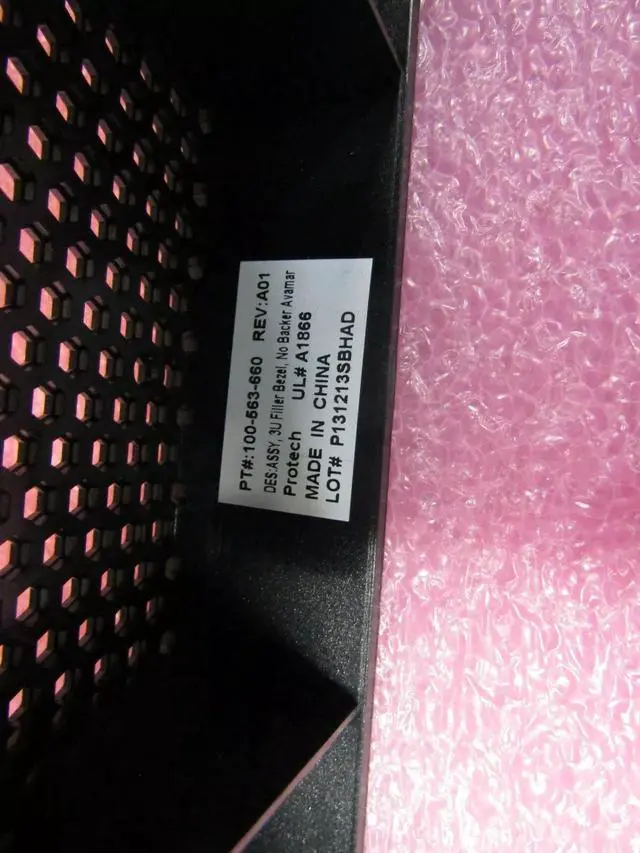 PT#:100-563-660 REV:A01
DES:ASSY, 3U Filler Bezel, No Backer Avamar
Protech UL# A1866
MADE IN CHINA
LOT# P131213SBHAD